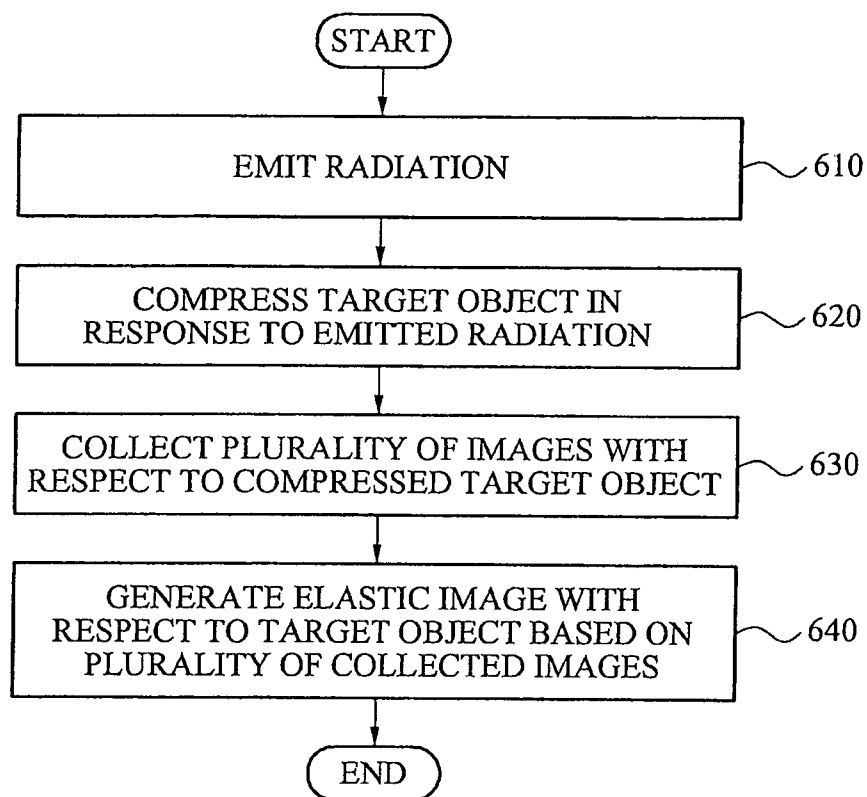 START
EMIT RADIATION
610
COMPRESS TARGET OBJECT IN
RESPONSE TO EMITTED RADIATION
620
COLLECT PLURALITY OF IMAGES WITH
RESPECT TO COMPRESSED TARGET OBJECT
630
GENERATE ELASTIC IMAGE WITH
RESPECT TO TARGET OBJECT BASED ON
PLURALITY OF COLLECTED IMAGES
640
END